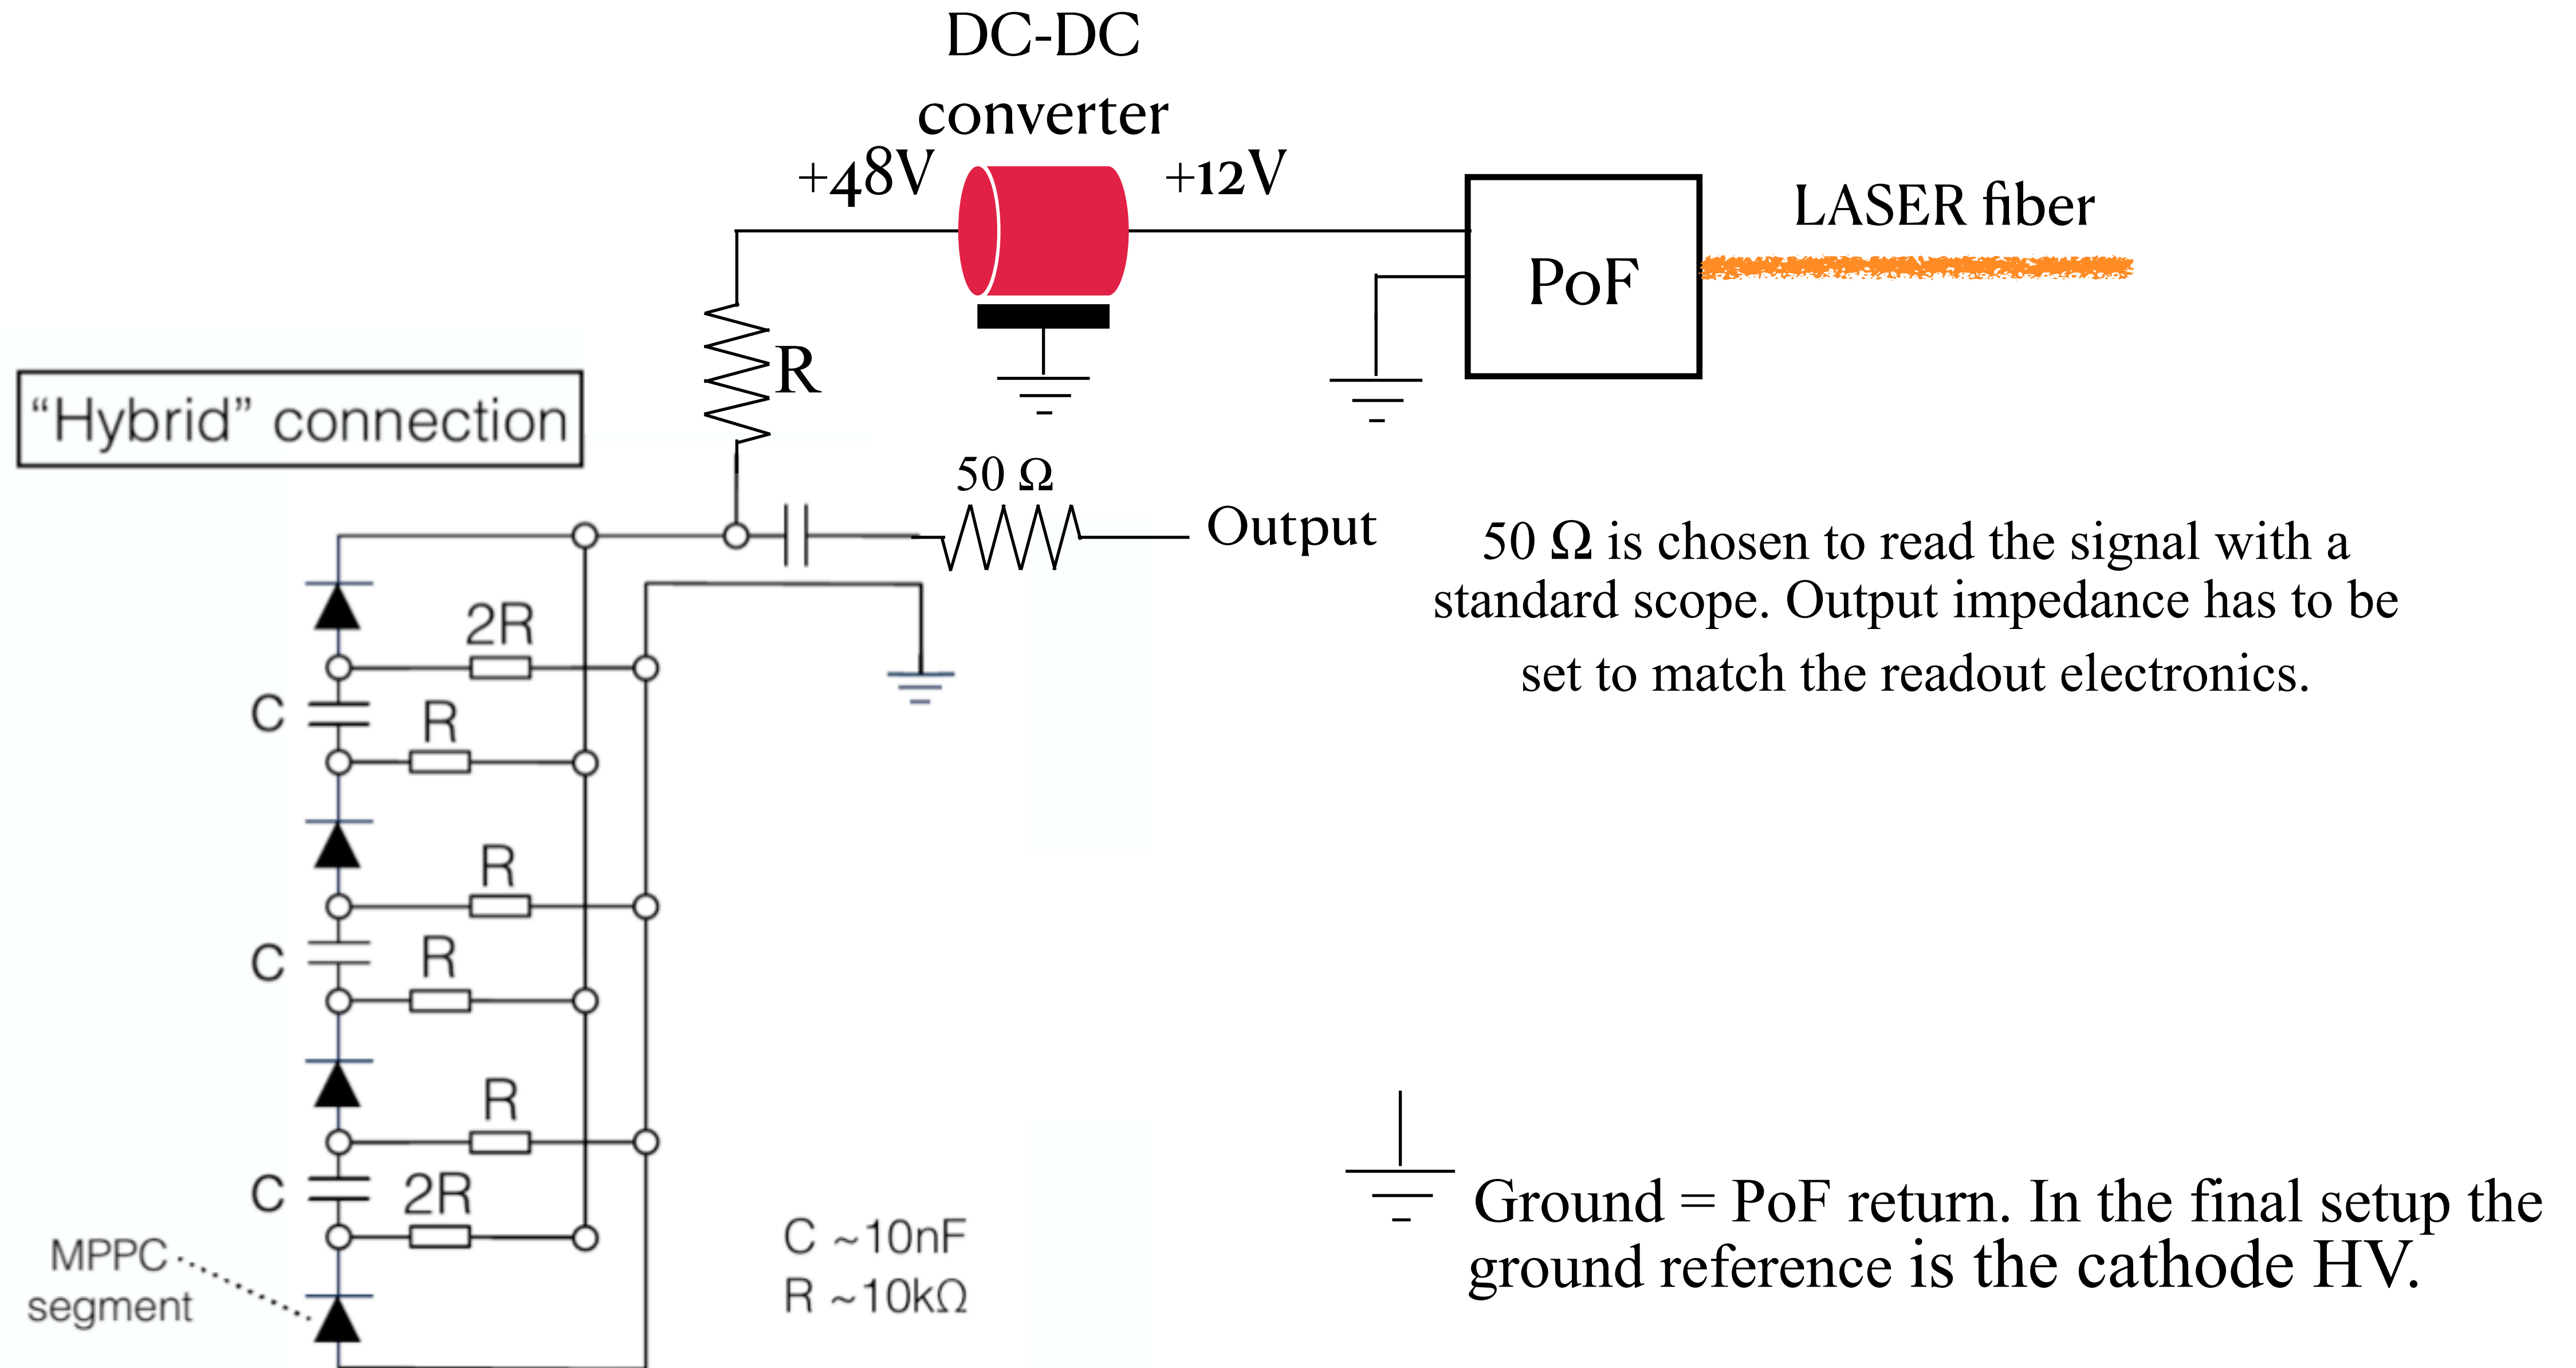 DC-DC
converter
+48V
+12V
LASER fiber
PoF
R
"Hybrid" connection
50 Ω
Output
50 Ω is chosen to read the signal with a
standard scope. Output impedance has to be
set to match the readout electronics.
2R
C
R
R
C
R
R
C
2R
MPPC
segment
C ~10nF
R ~10kΩ
Ground = PoF return. In the final setup the
ground reference is the cathode HV.